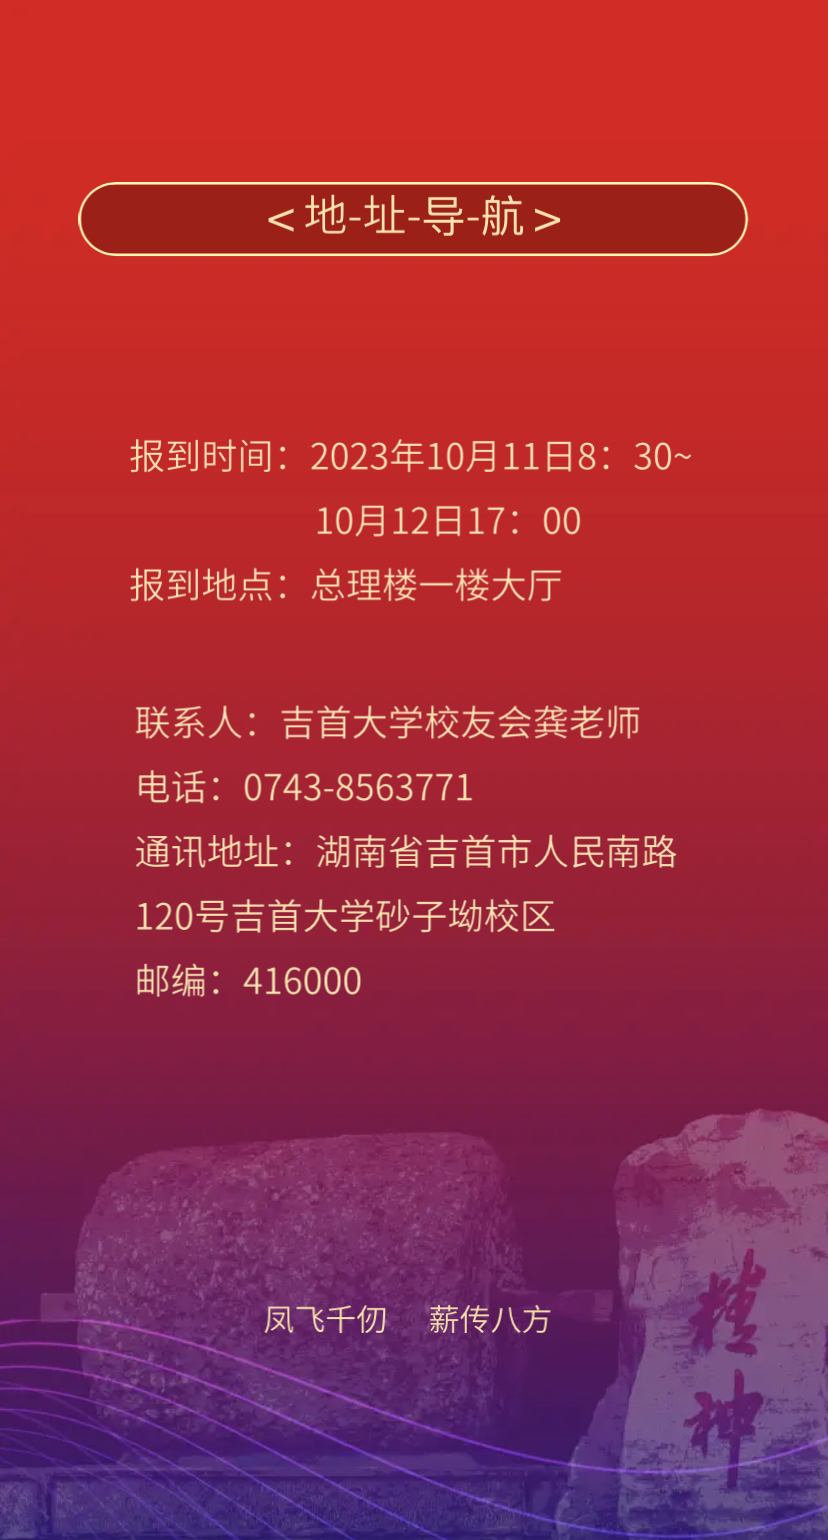 <地-址-导-航>
报到时间：2023年10月11日8：30~
10月12日17：00
报到地点：总理楼一楼大厅
联系人：吉首大学校友会龚老师
电话：0743-8563771
通讯地址：湖南省吉首市人民南路
120号吉首大学砂子坳校区
邮编：416000
凤飞千仞 薪传八方
精神